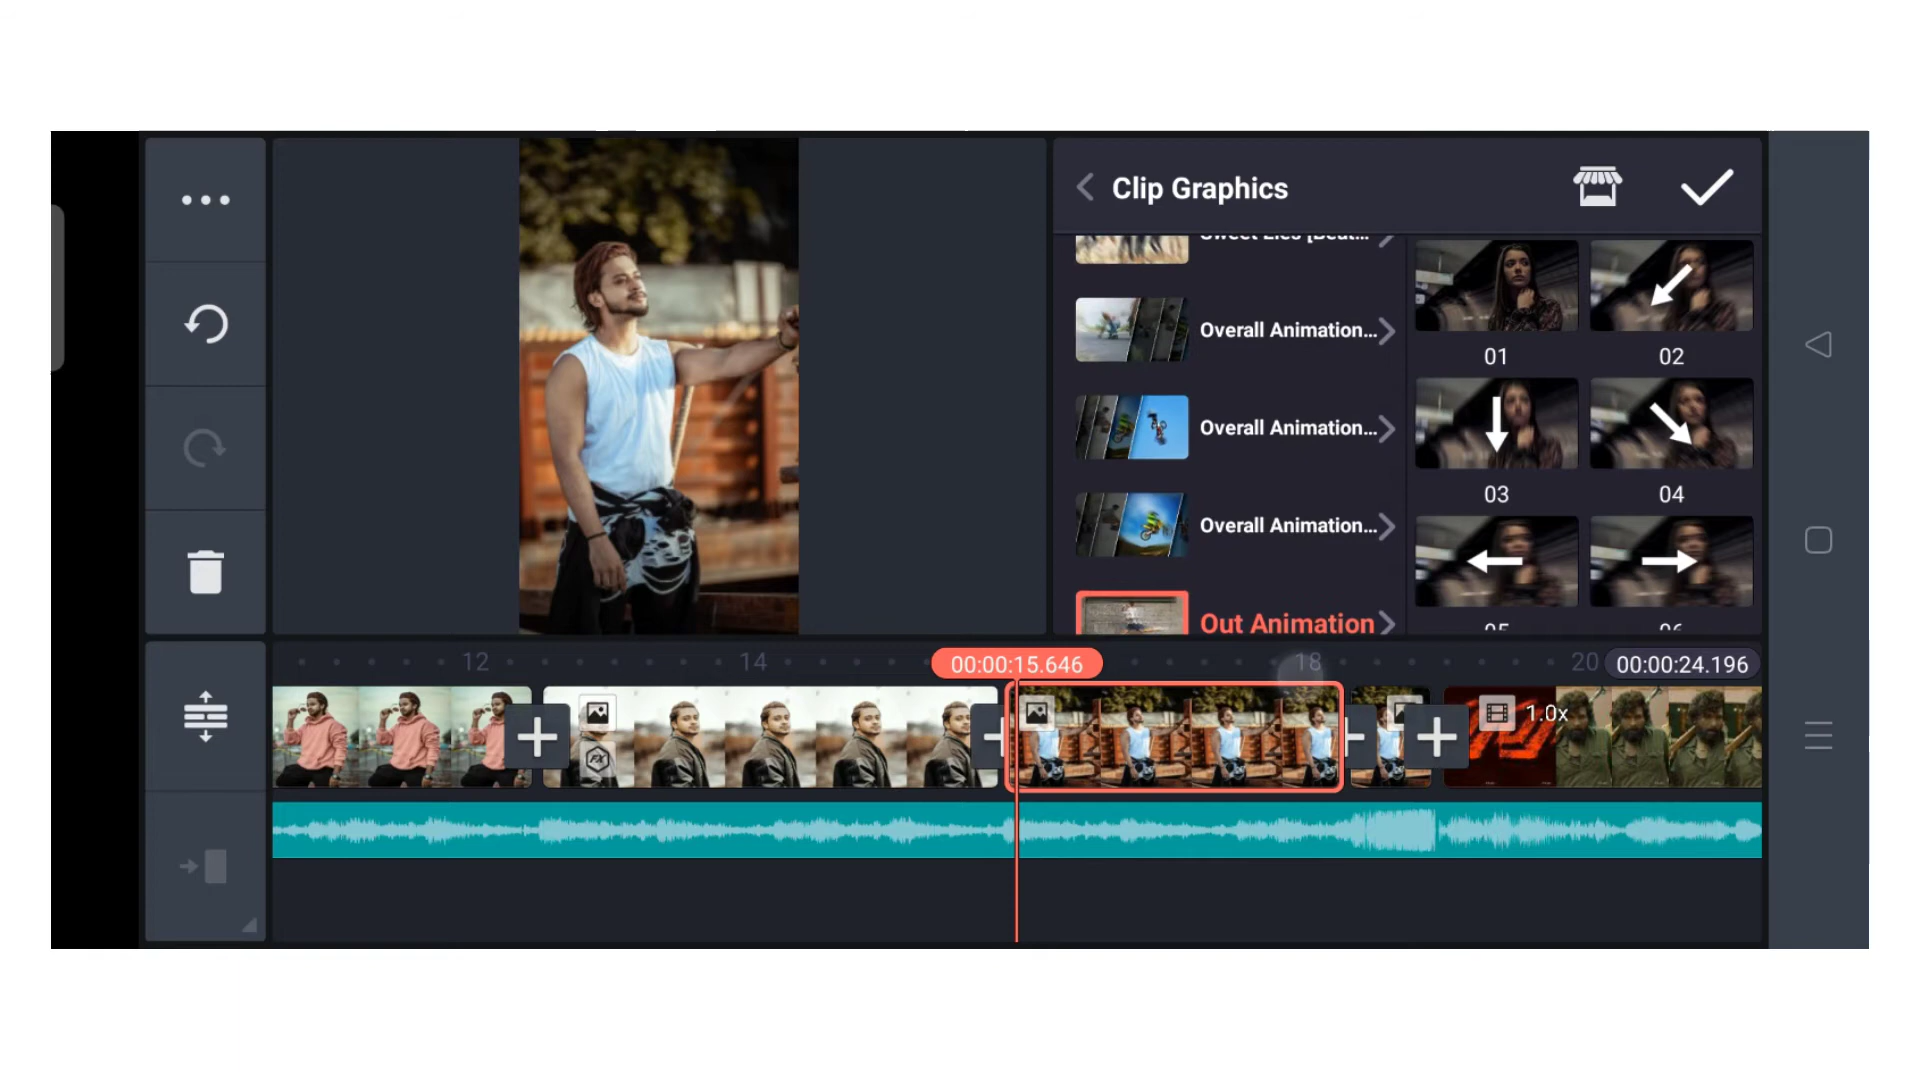 Clip Graphics
Sweet Lies [Beat...
Overall Animation...
Overall Animation...
Overall Animation...
Out Animation
01
02
03
04
05
06
12
14
00:00:15.646
18
20
00:00:24.196
FX
1.0x